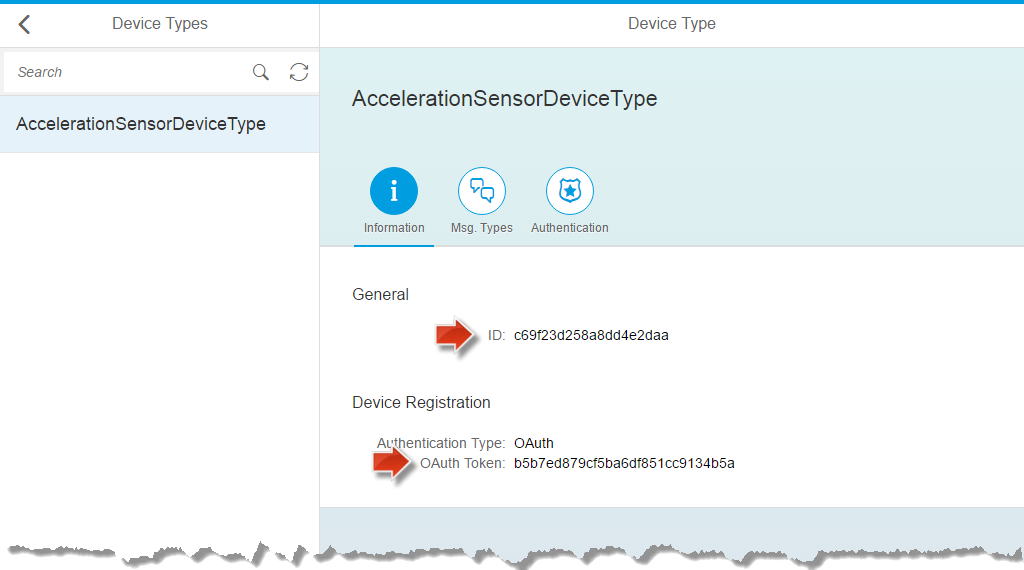 Device Types
Device Type
Search
AccelerationSensorDeviceType
AccelerationSensorDeviceType
Information
Msg. Types
Authentication
General
ID: c69f23d258a8dd4e2daa
Device Registration
Authentication Type: OAuth
OAuth Token: b5b7ed879cf5ba6df851cc9134b5a